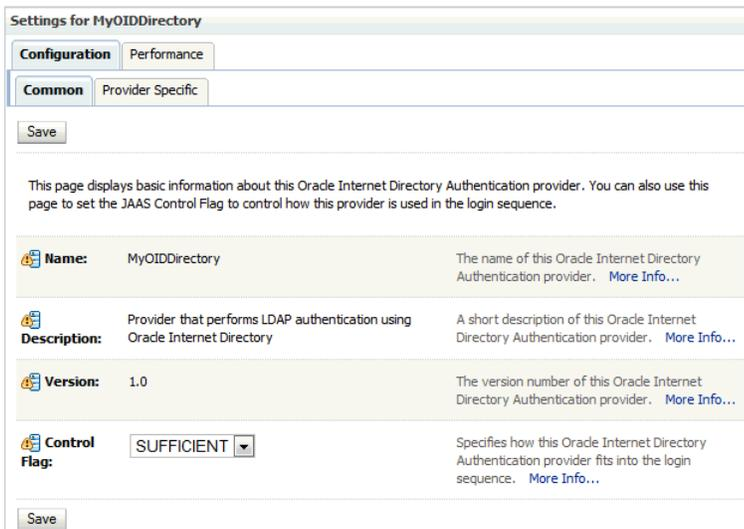 Settings for MyOIDDirectory
Configuration Performance
Common Provider Specific
Save
This page displays basic information about this Oracle Internet Directory Authentication provider. You can also use this
page to set the JAAS Control Flag to control how this provider is used in the login sequence.
Name: MyOIDDirectory The name of this Oracle Internet Directory
Authentication provider. More Info...
Description: Provider that performs LDAP authentication using
Oracle Internet Directory
A short description of this Oracle Internet
Directory Authentication provider. More Info...
Version: 1.0 The version number of this Oracle Internet
Directory Authentication provider. More Info...
Control
Flag:
SUFFICIENT
Specifies how this Oracle Internet Directory
Authentication provider fits into the login
sequence. More Info...
Save